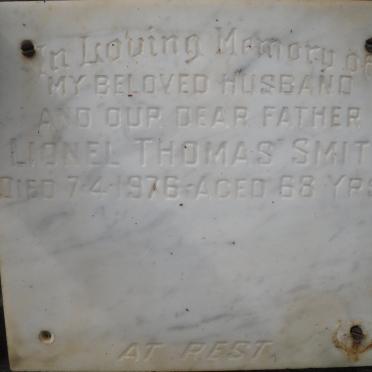 In Loving Memory of
MY BELOVED HUSBAND
AND OUR DEAR FATHER
LIONEL THOMAS SMIT
DIED 7-4-1976-AGED 68 YRS
AT REST